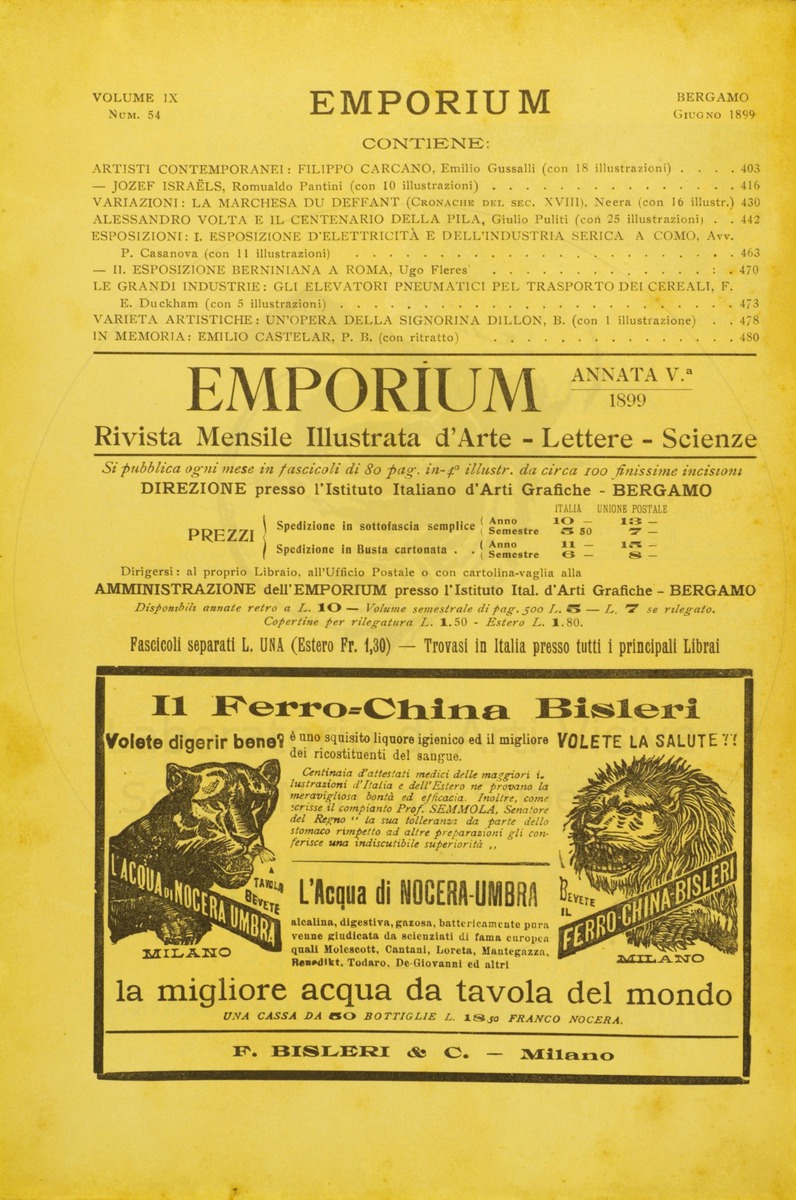 VOLUME IX
NUM. 54
EMPORIUM
BERGAMO
GIUGNO 1899
CONTIENE:
ARTISTI CONTEMPORANEI: FILIPPO CARCANO, Emilio Gussalli (con 18 illustrazioni) . . . . 403
— JOZEF ISRAËLS, Romualdo Pantini (con 10 illustrazioni) . . . . . . . . . . . . . . 416
VARIAZIONI: LA MARCHESA DU DEFFANT (CRONACHE DEL SEC. XVIII), Neera (con 16 illustr.) 430
ALESSANDRO VOLTA E IL CENTENARIO DELLA PILA, Giulio Puliti (con 25 illustrazioni) . . 442
ESPOSIZIONI: I. ESPOSIZIONE D'ELETTRICITÀ E DELL'INDUSTRIA SERICA A COMO, Avv.
P. Casanova (con 11 illustrazioni) . . . . . . . . . . . . . . . . . . . . . . 463
— II. ESPOSIZIONE BERNINIANA A ROMA, Ugo Fleres . . . . . . . . . . . . : . 470
LE GRANDI INDUSTRIE: GLI ELEVATORI PNEUMATICI PEL TRASPORTO DEI CEREALI, F.
E. Duckham (con 5 illustrazioni) . . . . . . . . . . . . . . . . . . . . . . . 473
VARIETA ARTISTICHE: UN'OPERA DELLA SIGNORINA DILLON, B. (con 1 illustrazione) . . 478
IN MEMORIA: EMILIO CASTELAR, P. B. (con ritratto) . . . . . . . . . . . . . . 480
EMPORIUM
ANNATA V.ª
1899
Rivista Mensile Illustrata d'Arte - Lettere - Scienze
Si pubblica ogni mese in fascicoli di 80 pag. in-4º illustr. da circa 100 finissime incisioni
DIREZIONE presso l'Istituto Italiano d'Arti Grafiche - BERGAMO
ITALIA UNIONE POSTALE
PREZZI
Spedizione in sottofascia semplice { Anno 10 — 13 —
Semestre 5 50 7 —
Spedizione in Busta cartonata . . { Anno 11 — 15 —
Semestre 6 — 8 —
Dirigersi: al proprio Libraio, all'Ufficio Postale o con cartolina-vaglia alla
AMMINISTRAZIONE dell'EMPORIUM presso l'Istituto Ital. d'Arti Grafiche - BERGAMO
Disponibili annate retro a L. 10 — Volume semestrale di pag. 500 L. 5 — L. 7 se rilegato.
Copertine per rilegatura L. 1.50 - Estero L. 1.80.
Fascicoli separati L. UNA (Estero Fr. 1,30) — Trovasi in Italia presso tutti i principali Librai
Il Ferro-China Bisleri
Volete digerir bene?
è uno squisito liquore igienico ed il migliore
dei ricostituenti del sangue.
VOLETE LA SALUTE?!
Centinaia d'attestati medici delle maggiori i.
lustrazioni d'Italia e dell'Estero ne provano la
meravigliosa bontà ed efficacia. Inoltre, come
scrisse il compianto Prof. SEMMOLA, Senatore
del Regno " la sua tolleranza da parte dello
stomaco rimpetto ad altre preparazioni gli con-
ferisce una indiscutibile superiorità „
A
TAVOLA
BEVETE
L'ACQUA DI NOCERA UMBRA
MILANO
L'Acqua di NOCERA-UMBRA
alcalina, digestiva, gazosa, battericamente pura
venne giudicata da scienziati di fama europea
quali Molescott, Cantani, Loreta, Mantegazza,
Benedikt, Todaro, De-Giovanni ed altri
BEVETE
IL
FERRO-CHINA-BISLERI
MILANO
la migliore acqua da tavola del mondo
UNA CASSA DA 50 BOTTIGLIE L. 18,50 FRANCO NOCERA.
F. BISLERI & C. — Milano